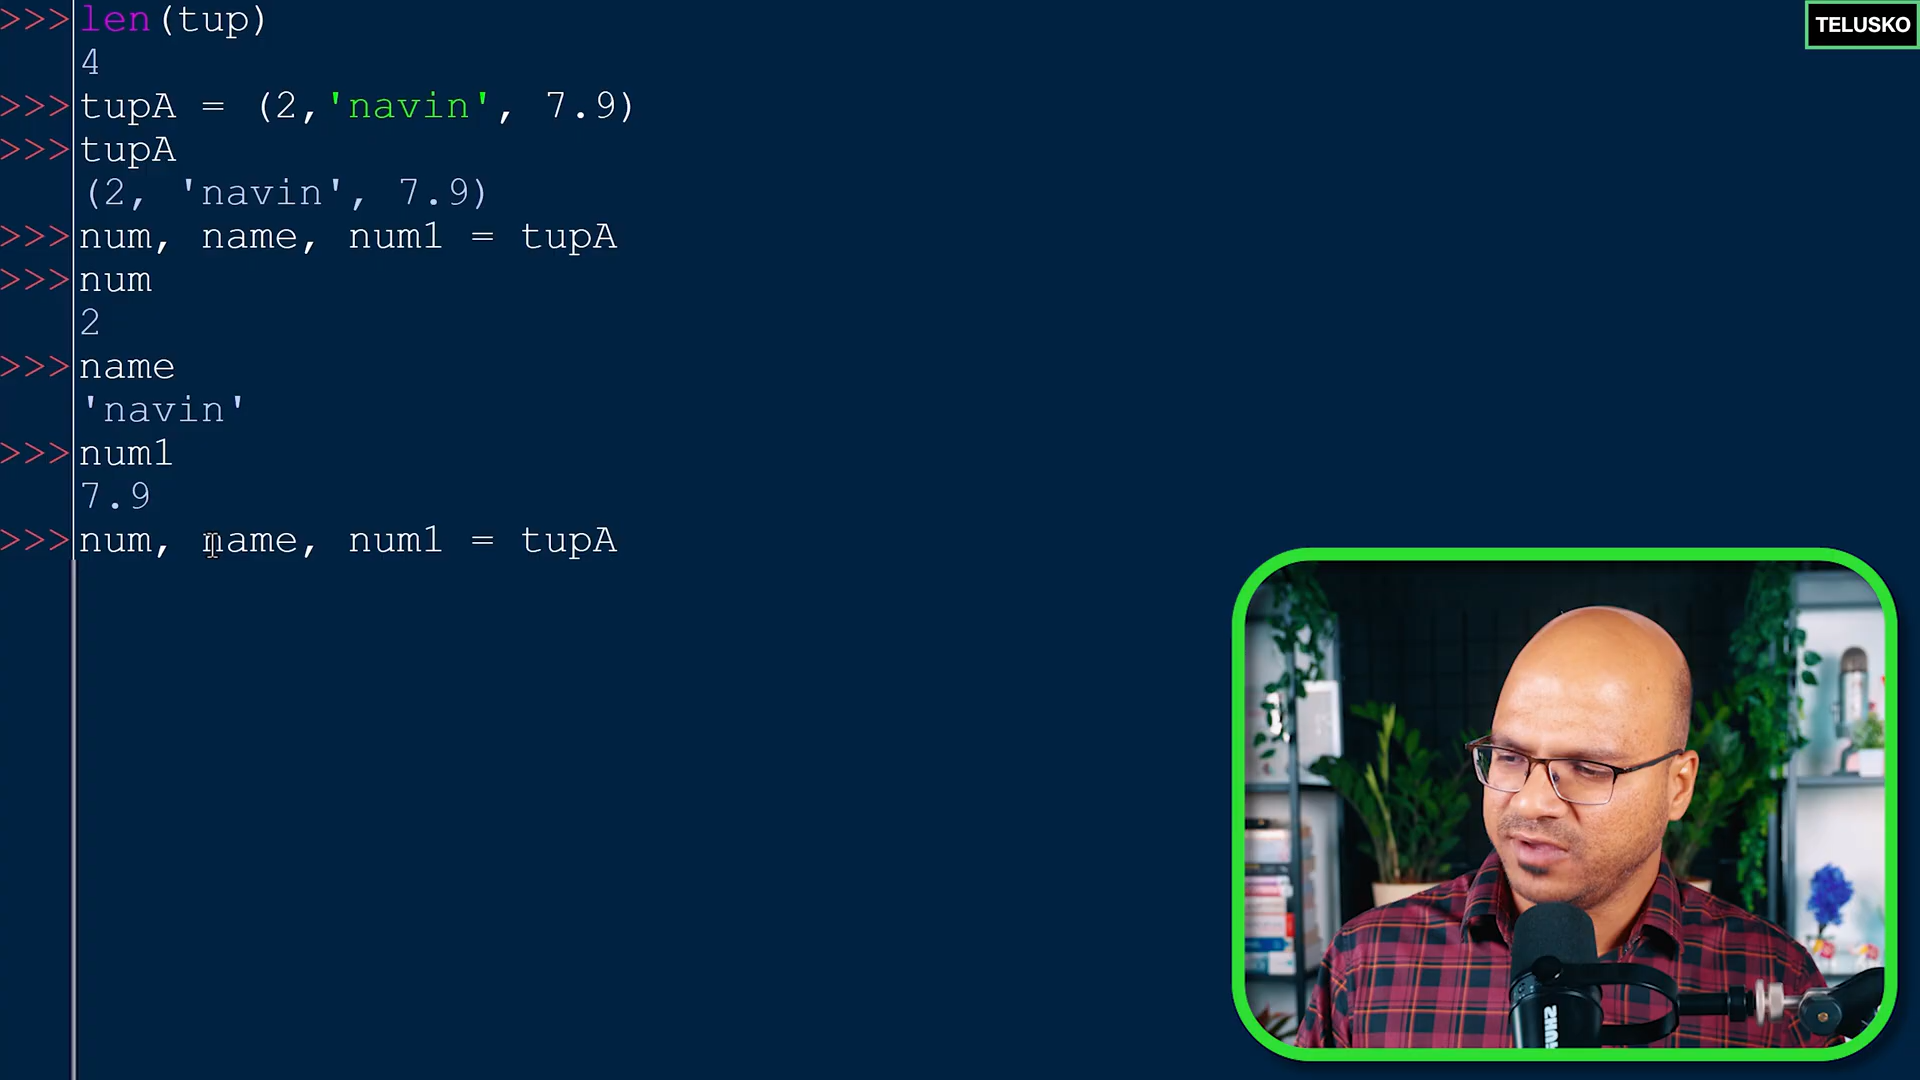 >>> len(tup)
4
>>> tupA = (2,'navin', 7.9)
>>> tupA
(2, 'navin', 7.9)
>>> num, name, num1 = tupA
>>> num
2
>>> name
'navin'
>>> num1
7.9
>>> num, name, num1 = tupA
TELUSKO
SHURE